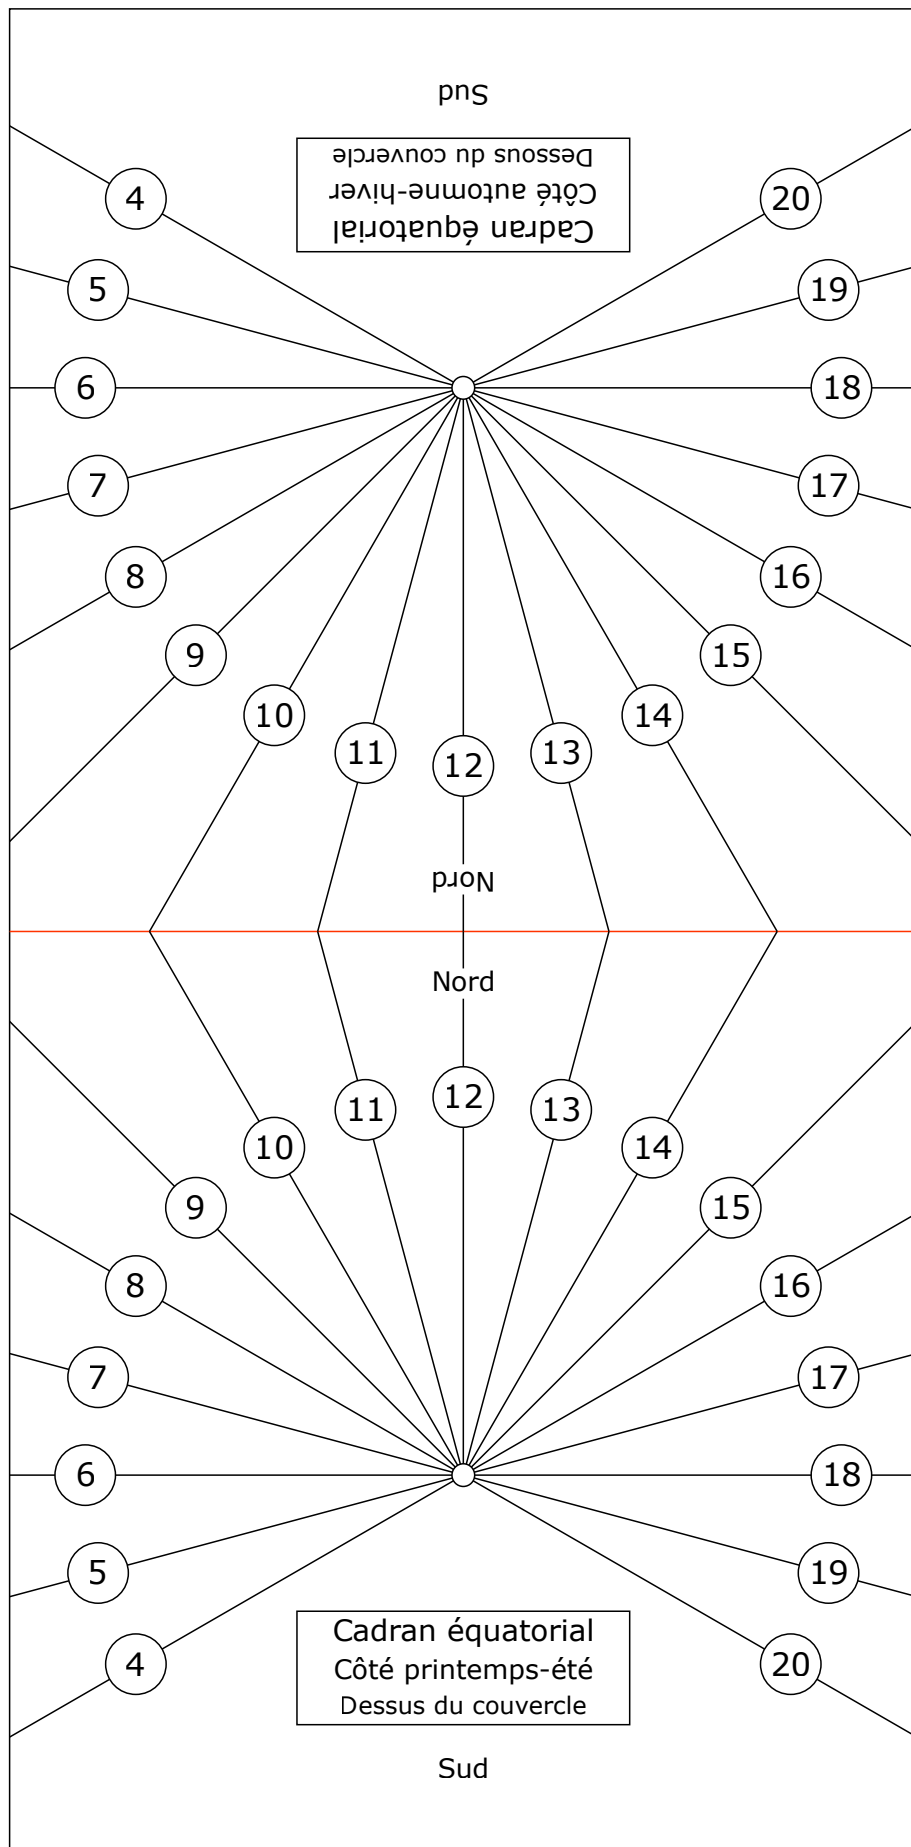 Sud
Dessous du couvercle
Côté automne-hiver
Cadran équatorial
4 20
5 19
6 18
7 17
8 16
9 15
10 14
11 13
12
Nord
Nord
12
11 13
10 14
9 15
8 16
7 17
6 18
5 19
Cadran équatorial
4 20
Côté printemps-été
Dessus du couvercle
Sud